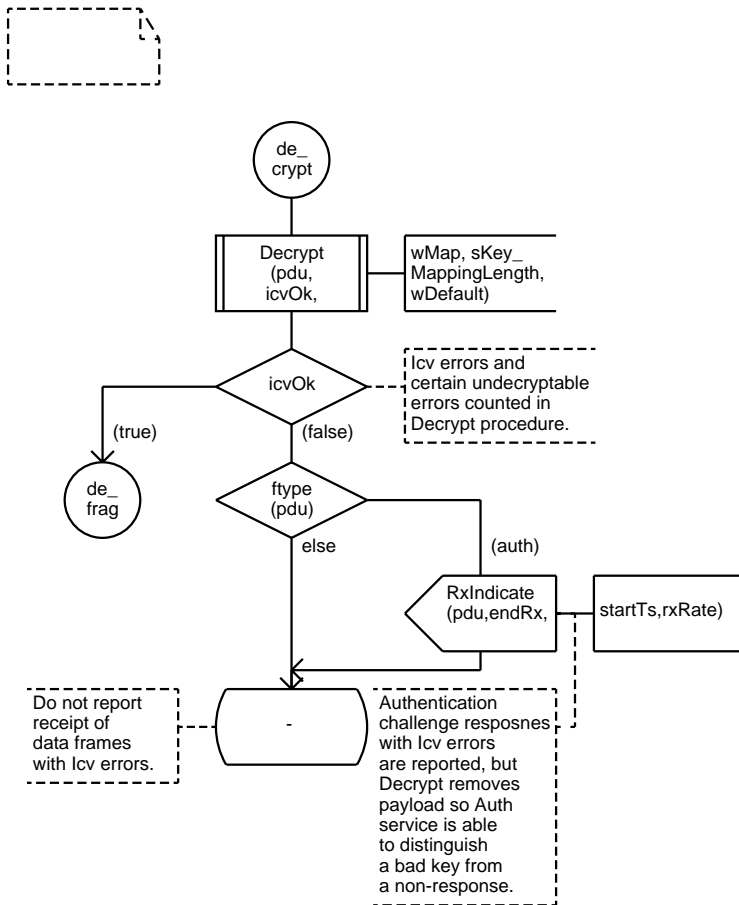 de_
crypt
Decrypt
(pdu,
icvOk,
wMap, sKey_
MappingLength,
wDefault)
icvOk
Icv errors and
certain undecryptable
errors counted in
Decrypt procedure.
(true)
(false)
de_
frag
ftype
(pdu)
else
(auth)
RxIndicate
(pdu,endRx,
startTs,rxRate)
Do not report
receipt of
data frames
with Icv errors.
-
Authentication
challenge resposnes
with Icv errors
are reported, but
Decrypt removes
payload so Auth
service is able
to distinguish
a bad key from
a non-response.